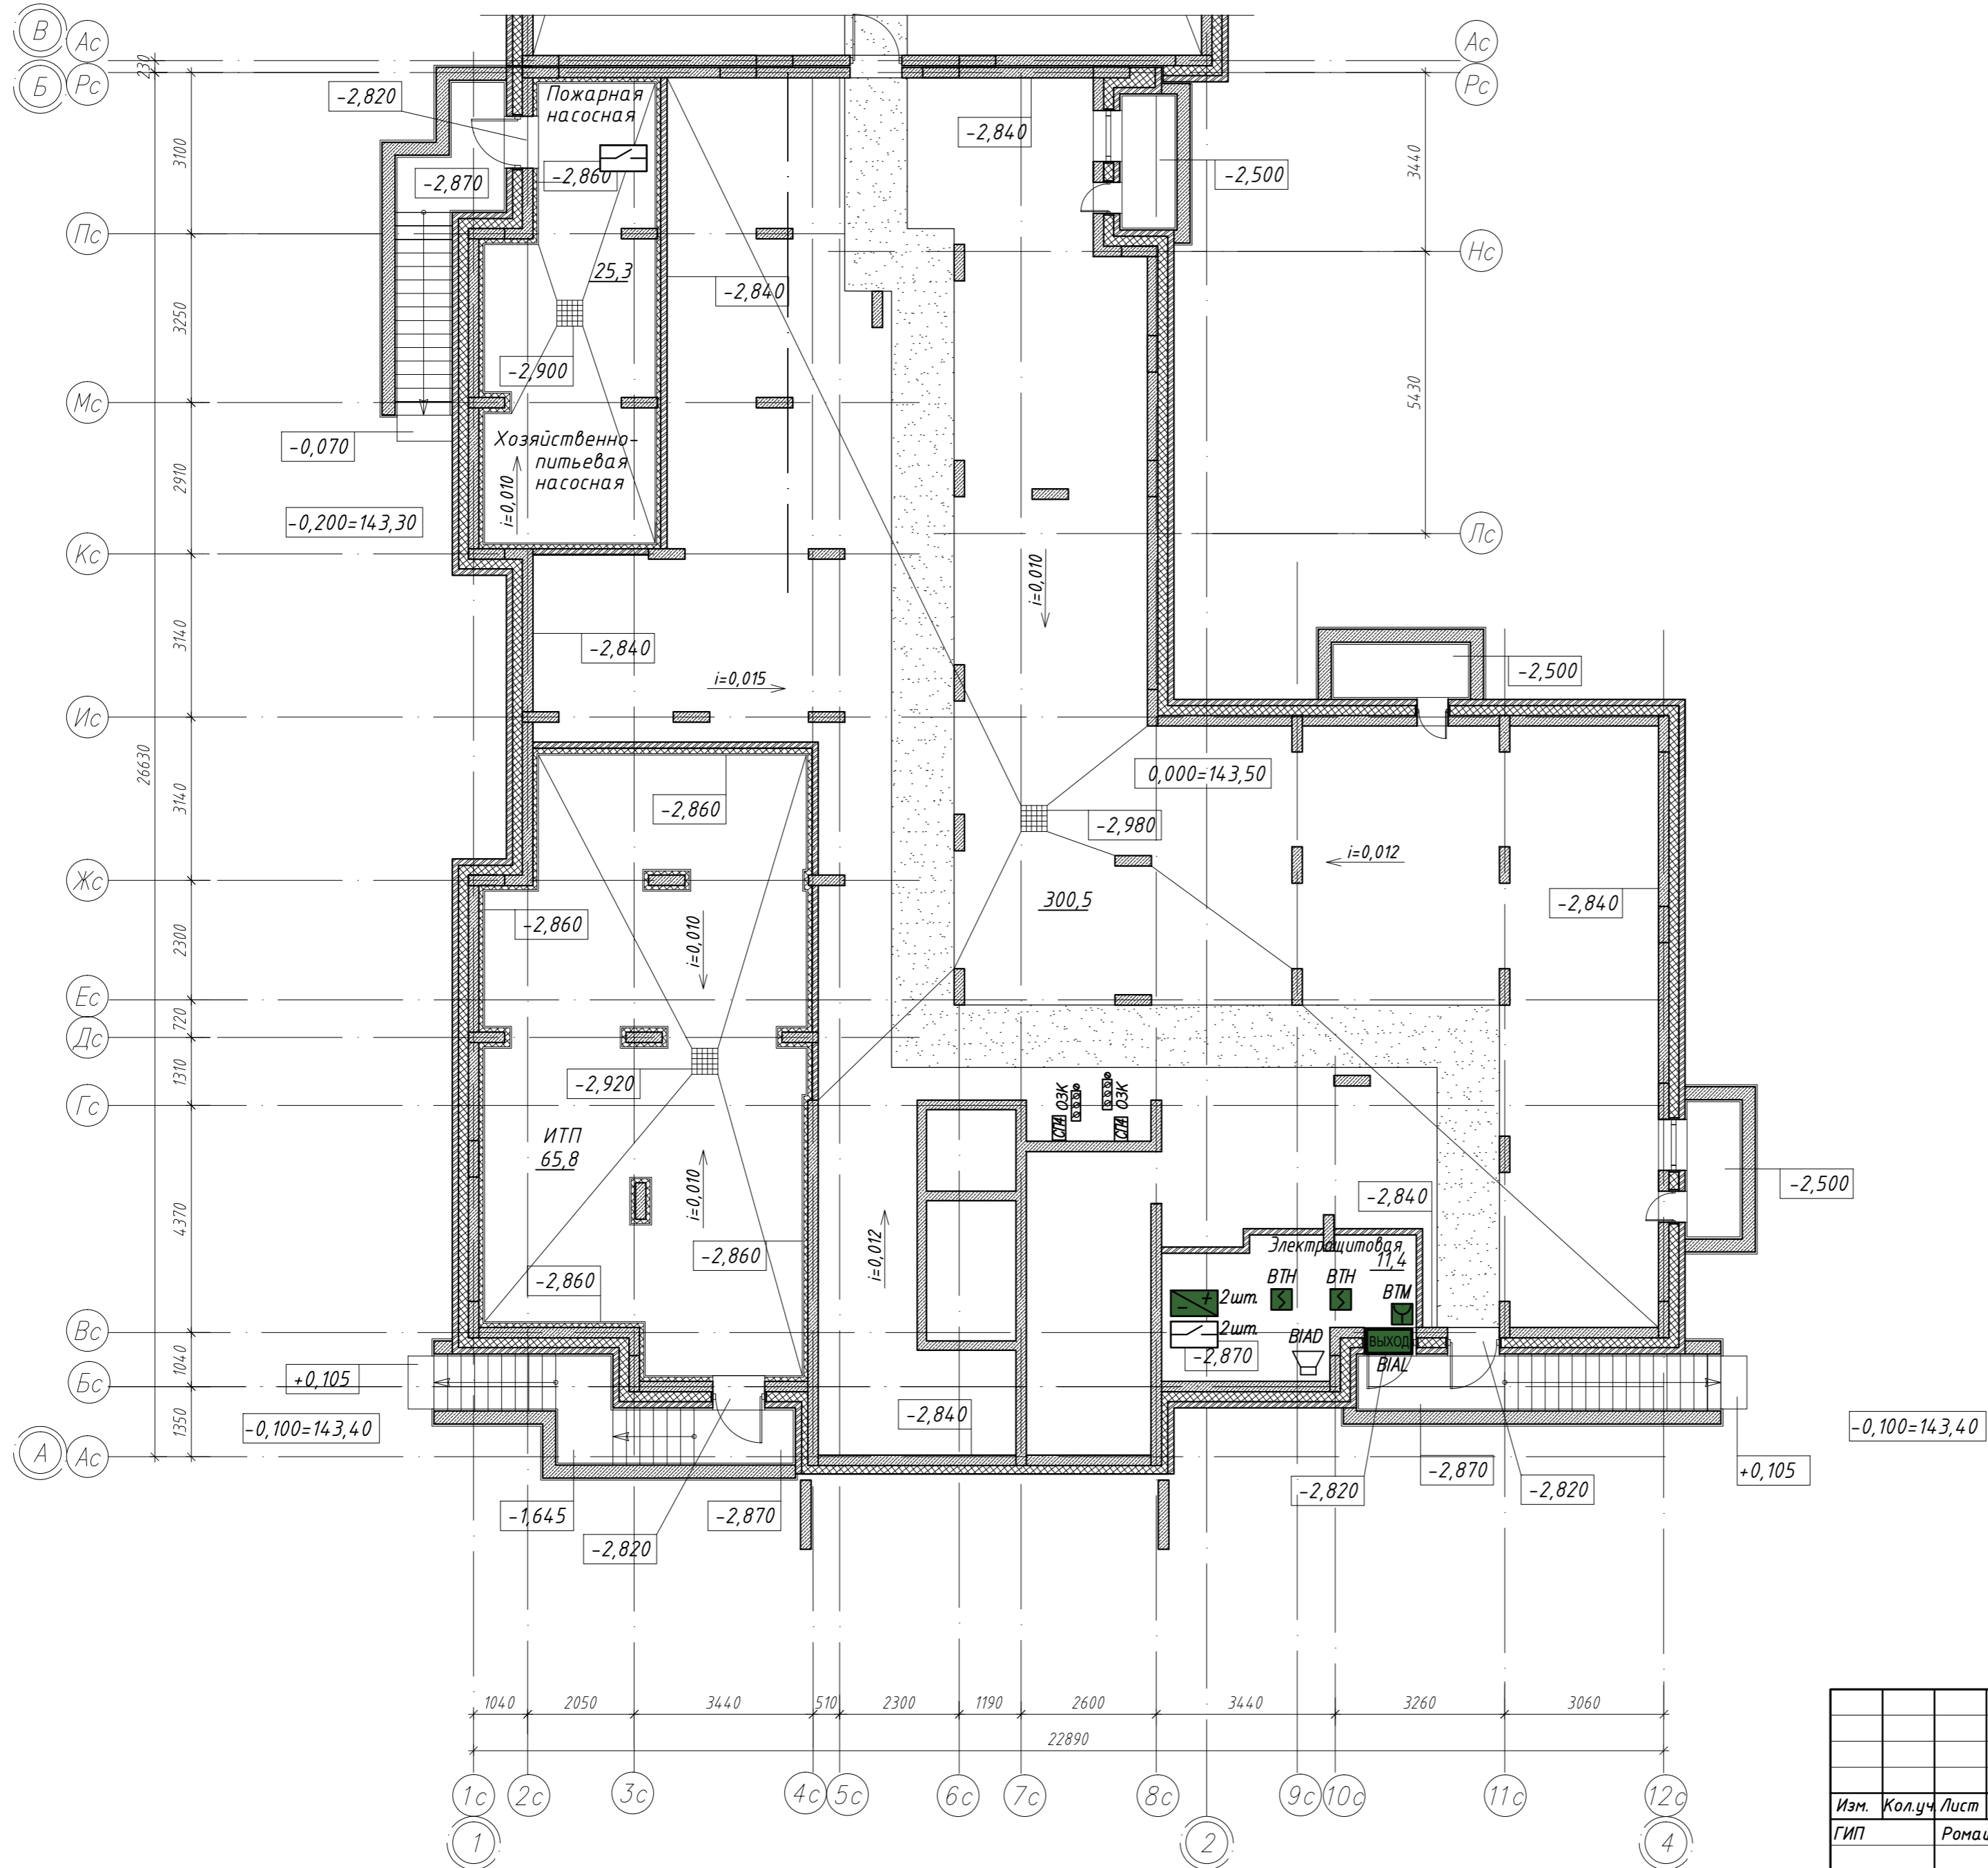 В
Ас
Б
Рс
Ас
Рс
230
-2,820
Пожарная
насосная
-2,840
3100
-2,870
-2,860
-2,500
3440
Пс
Нс
25,3
-2,840
3250
-2,900
5430
Мс
-0,070
Хозяйственно-
питьевая
насосная
i=0,010
2910
-0,200=143,30
Кс
Лс
i=0,010
3140
-2,840
i=0,015
-2,500
Ис
26630
3140
-2,860
0,000=143,50
-2,980
i=0,012
Жс
300,5
-2,840
-2,860
i=0,010
2300
Ес
720
Дс
1310
-2,920
СП4
ОЗК
СП4
ОЗК
Гс
ИТП
65,8
i=0,010
4370
-2,840
-2,500
i=0,012
-2,860
Электрощитовая
11,4
-2,860
ВТН
ВТН
ВТМ
2шт.
2шт.
-2,870
BIAD
ВЫХОД
BIAL
Вс
1040
+0,105
Бс
1350
-0,100=143,40
-2,840
-0,100=143,40
А
Ас
-2,820
-2,870
-2,820
+0,105
-1,645
-2,820
-2,870
1040
2050
3440
510
2300
1190
2600
3440
3260
3060
22890
1с
2с
3с
4с
5с
6с
7с
8с
9с
10с
11с
12с
1
2
4
Изм.
Кол.уч
Лист
ГИП